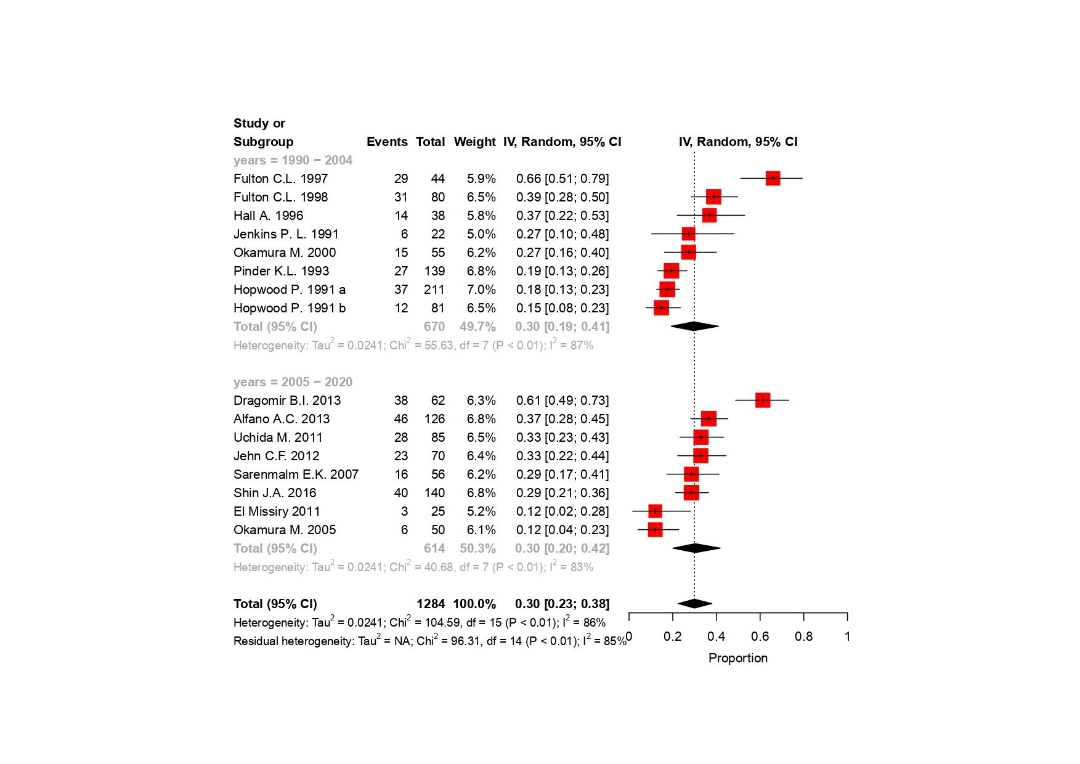 Study or
Subgroup Events Total Weight IV, Random, 95% CI IV, Random, 95% CI
years = 1990 − 2004
Fulton C.L. 1997 29 44 5.9% 0.66 [0.51; 0.79]
Fulton C.L. 1998 31 80 6.5% 0.39 [0.28; 0.50]
Hall A. 1996 14 38 5.8% 0.37 [0.22; 0.53]
Jenkins P. L. 1991 6 22 5.0% 0.27 [0.10; 0.48]
Okamura M. 2000 15 55 6.2% 0.27 [0.16; 0.40]
Pinder K.L. 1993 27 139 6.8% 0.19 [0.13; 0.26]
Hopwood P. 1991 a 37 211 7.0% 0.18 [0.13; 0.23]
Hopwood P. 1991 b 12 81 6.5% 0.15 [0.08; 0.23]
Total (95% CI) 670 49.7% 0.30 [0.19; 0.41]
Heterogeneity: Tau² = 0.0241; Chi² = 55.63, df = 7 (P < 0.01); I² = 87%
years = 2005 − 2020
Dragomir B.I. 2013 38 62 6.3% 0.61 [0.49; 0.73]
Alfano A.C. 2013 46 126 6.8% 0.37 [0.28; 0.45]
Uchida M. 2011 28 85 6.5% 0.33 [0.23; 0.43]
Jehn C.F. 2012 23 70 6.4% 0.33 [0.22; 0.44]
Sarenmalm E.K. 2007 16 56 6.2% 0.29 [0.17; 0.41]
Shin J.A. 2016 40 140 6.8% 0.29 [0.21; 0.36]
El Missiry 2011 3 25 5.2% 0.12 [0.02; 0.28]
Okamura M. 2005 6 50 6.1% 0.12 [0.04; 0.23]
Total (95% CI) 614 50.3% 0.30 [0.20; 0.42]
Heterogeneity: Tau² = 0.0241; Chi² = 40.68, df = 7 (P < 0.01); I² = 83%
Total (95% CI) 1284 100.0% 0.30 [0.23; 0.38]
Heterogeneity: Tau² = 0.0241; Chi² = 104.59, df = 15 (P < 0.01); I² = 86%
Residual heterogeneity: Tau² = NA; Chi² = 96.31, df = 14 (P < 0.01); I² = 85%
0 0.2 0.4 0.6 0.8 1
Proportion